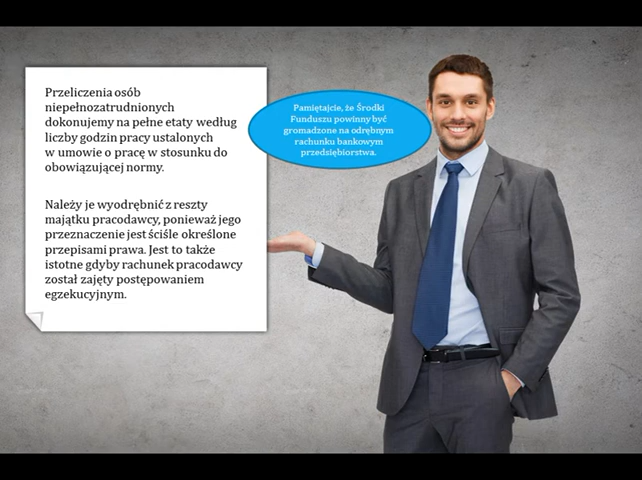 Przeliczenia osób
niepełnozatrudnionych
dokonujemy na pełne etaty według
liczby godzin pracy ustalonych
w umowie o pracę w stosunku do
obowiązującej normy.
Należy je wyodrębnić z reszty
majątku pracodawcy, ponieważ jego
przeznaczenie jest ściśle określone
przepisami prawa. Jest to także
istotne gdyby rachunek pracodawcy
został zajęty postępowaniem
egzekucyjnym.
Pamiętajcie, że Środki
Funduszu powinny być
gromadzone na odrębnym
rachunku bankowym
przedsiębiorstwa.